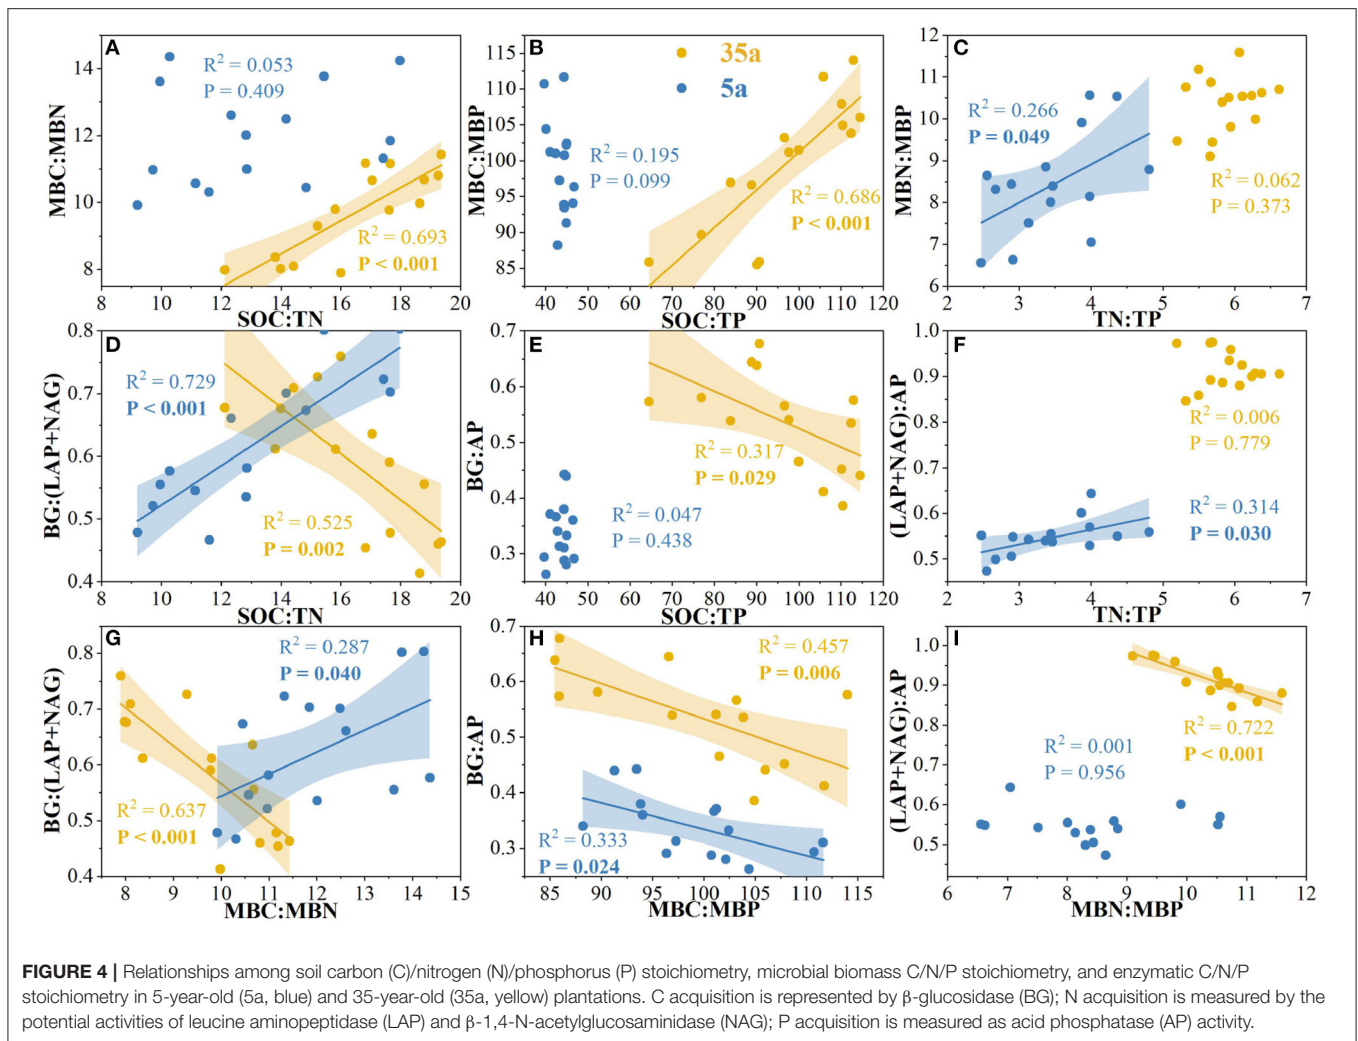 A
MBC:MBN
14
12
10
8
R² = 0.053
P = 0.409
R² = 0.693
P < 0.001
10 12 14 16 18 20
SOC:TN
B
MBC:MBP
115
110
105
100
95
90
85
35a
5a
R² = 0.195
P = 0.099
R² = 0.686
P < 0.001
40 50 60 70 80 90 100 110 120
SOC:TP
C
MBN:MBP
12
11
10
9
8
7
6
R² = 0.266
P = 0.049
R² = 0.062
P = 0.373
2 3 4 5 6 7
TN:TP
D
BG:(LAP+NAG)
0.8
0.7
0.6
0.5
0.4
R² = 0.729
P < 0.001
R² = 0.525
P = 0.002
8 10 12 14 16 18 20
SOC:TN
E
BG:AP
0.7
0.6
0.5
0.4
0.3
R² = 0.317
P = 0.029
R² = 0.047
P = 0.438
40 50 60 70 80 90 100 110 120
SOC:TP
F
(LAP+NAG):AP
1.0
0.9
0.8
0.7
0.6
0.5
R² = 0.006
P = 0.779
R² = 0.314
P = 0.030
2 3 4 5 6 7
TN:TP
G
BG:(LAP+NAG)
0.8
0.7
0.6
0.5
0.4
R² = 0.287
P = 0.040
R² = 0.637
P < 0.001
8 9 10 11 12 13 14 15
MBC:MBN
H
BG:AP
0.7
0.6
0.5
0.4
0.3
R² = 0.457
P = 0.006
R² = 0.333
P = 0.024
85 90 95 100 105 110 115
MBC:MBP
I
(LAP+NAG):AP
1.0
0.9
0.8
0.7
0.6
0.5
R² = 0.001
P = 0.956
R² = 0.722
P < 0.001
6 7 8 9 10 11 12
MBN:MBP
FIGURE 4 | Relationships among soil carbon (C)/nitrogen (N)/phosphorus (P) stoichiometry, microbial biomass C/N/P stoichiometry, and enzymatic C/N/P
stoichiometry in 5-year-old (5a, blue) and 35-year-old (35a, yellow) plantations. C acquisition is represented by β-glucosidase (BG); N acquisition is measured by the
potential activities of leucine aminopeptidase (LAP) and β-1,4-N-acetylglucosaminidase (NAG); P acquisition is measured as acid phosphatase (AP) activity.